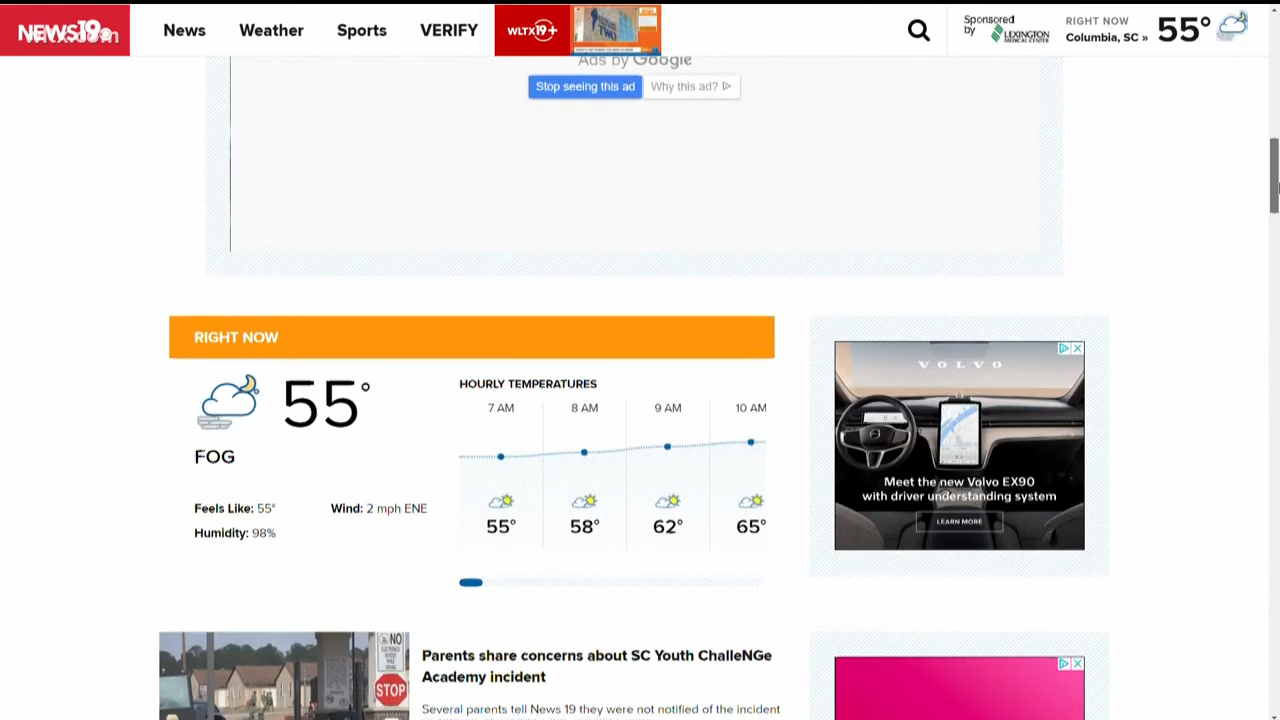 NEWS19
wltx.com
News
Weather
Sports
VERIFY
WLTX19+
Sponsored
by
LEXINGTON
MEDICAL CENTER
RIGHT NOW
Columbia, SC »
55°
Ads by Google
Stop seeing this ad
Why this ad?
RIGHT NOW
55°
FOG
Feels Like: 55°
Wind: 2 mph ENE
Humidity: 98%
HOURLY TEMPERATURES
7 AM
8 AM
9 AM
10 AM
55°
58°
62°
65°
VOLVO
Meet the new Volvo EX90
with driver understanding system
LEARN MORE
NO
STOP
Parents share concerns about SC Youth ChalleNGe
Academy incident
Several parents tell News 19 they were not notified of the incident